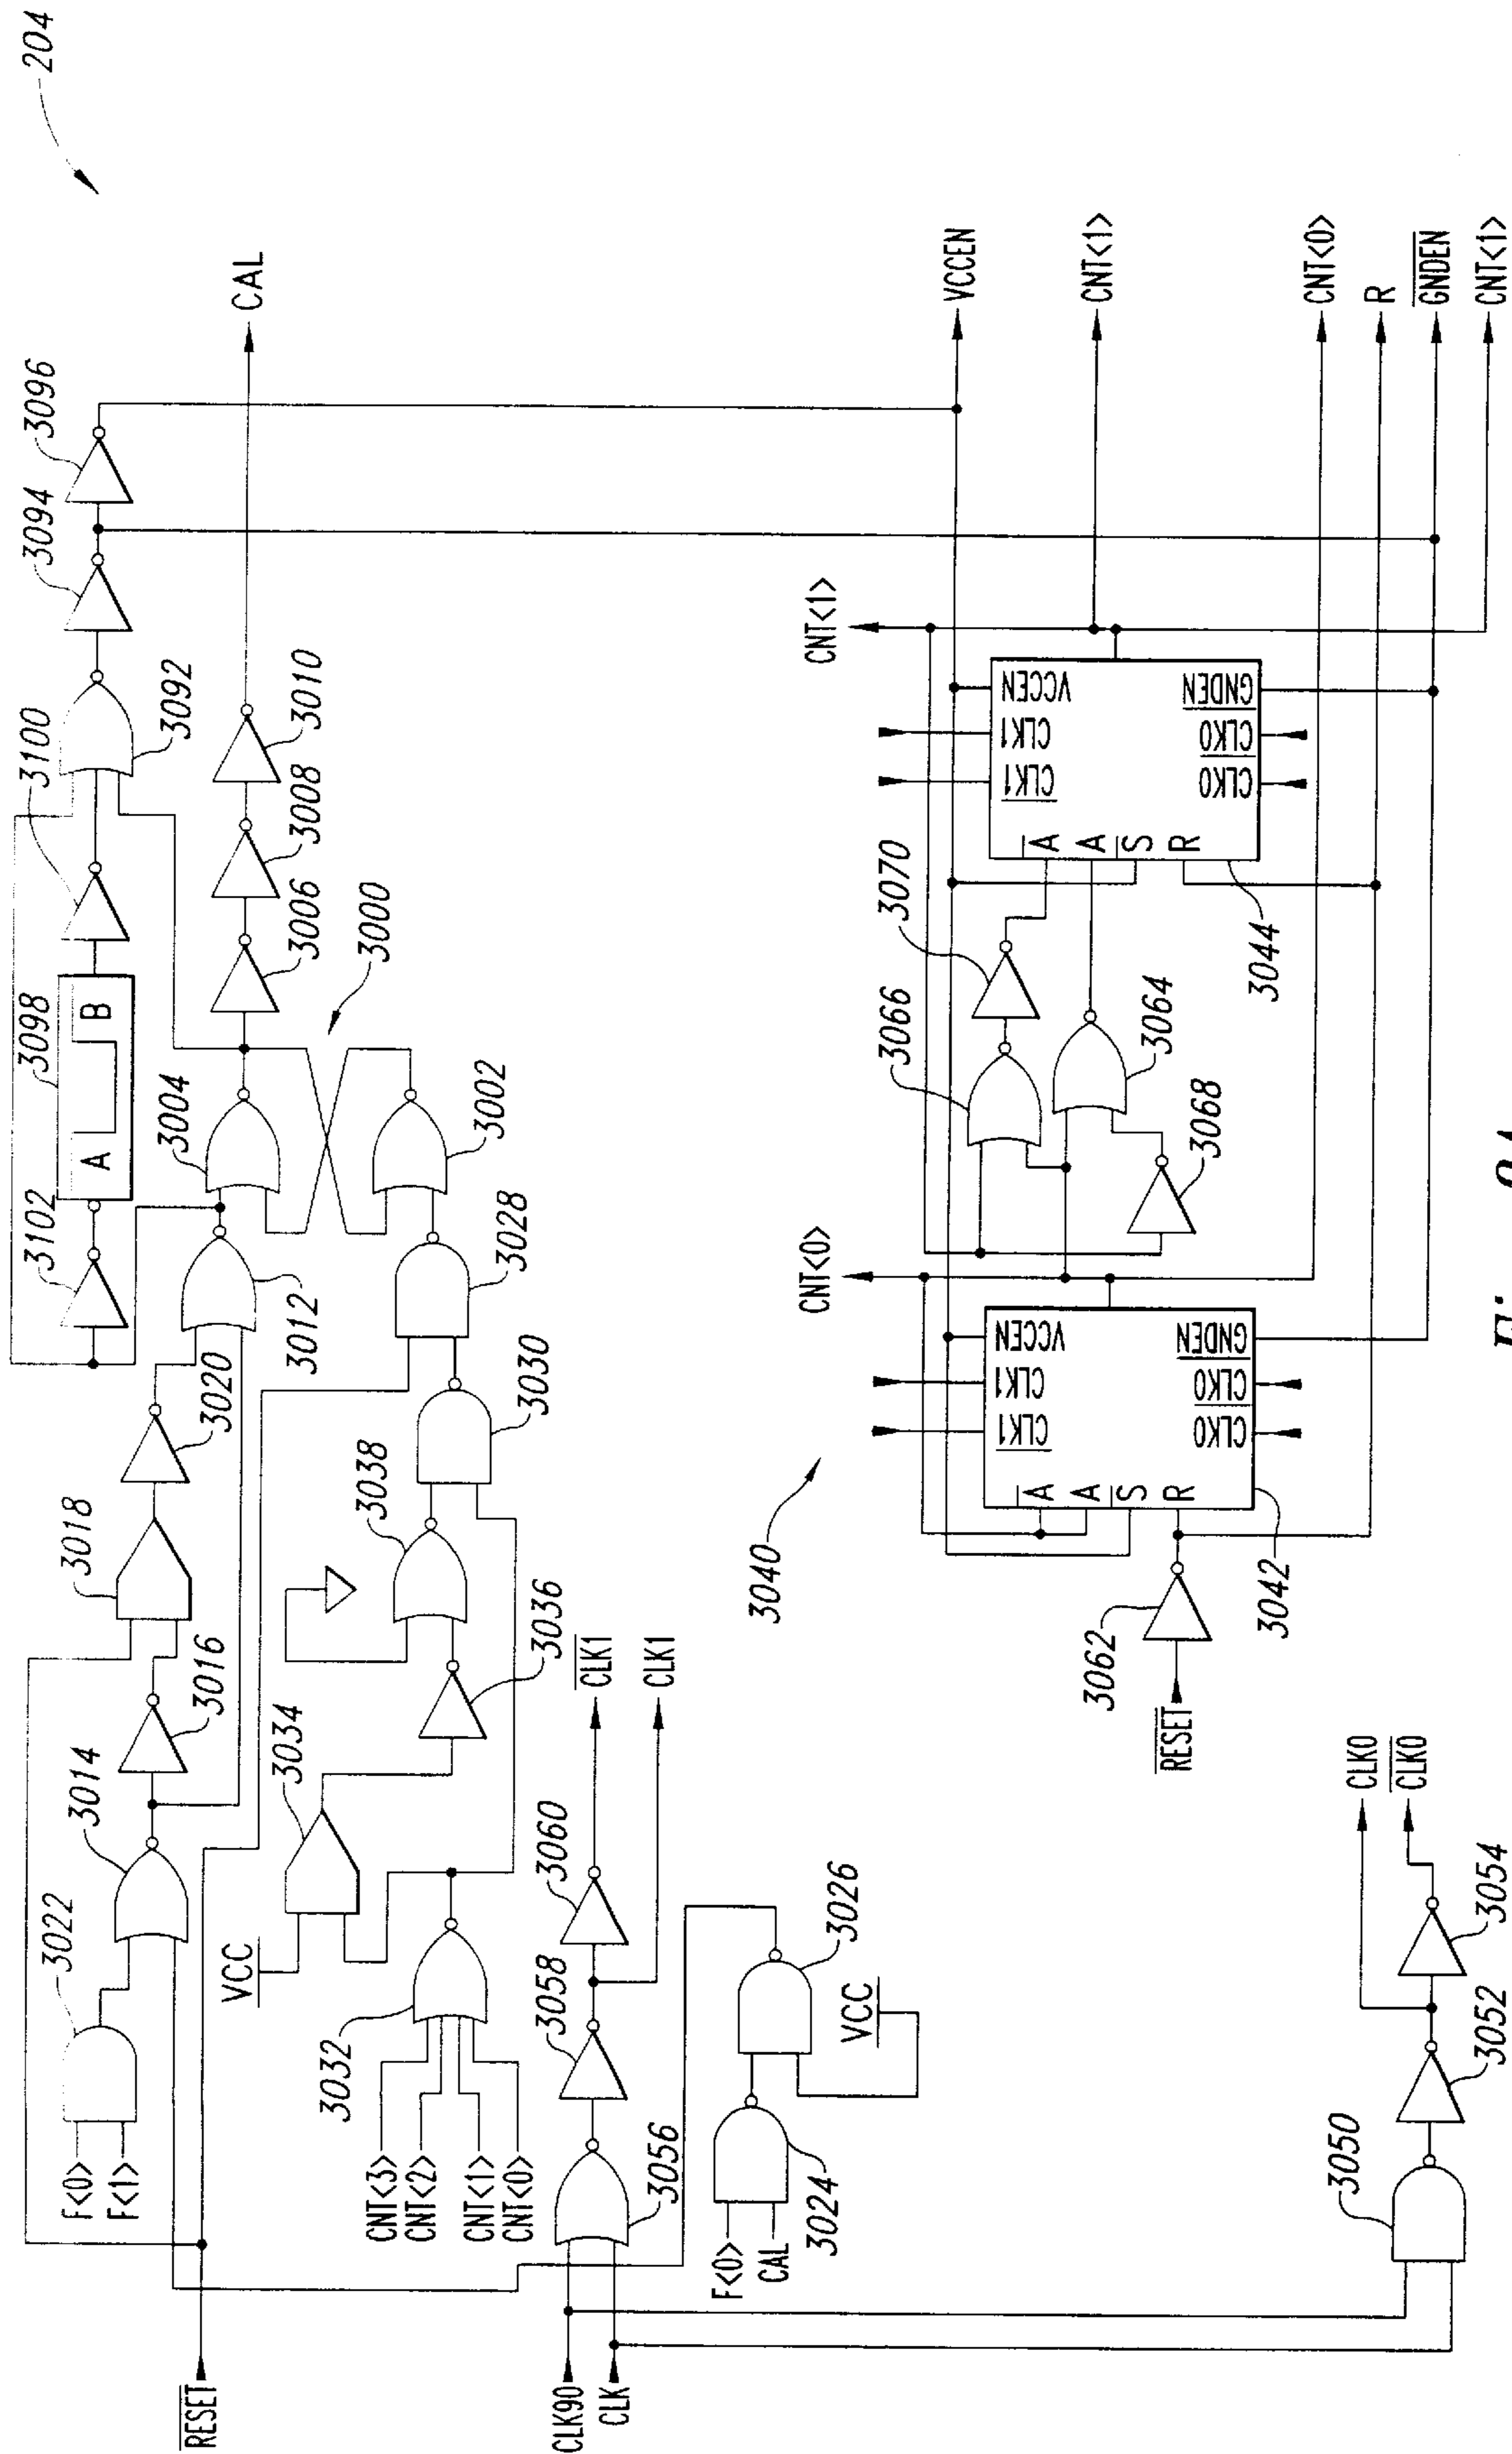 204
3096
3094
3092
3100
3098
A
B
3102
CAL
3010
3008
3006
3000
3004
3002
3012
3028
3030
3020
3018
3016
3014
3022
F<0>
F<1>
RESET
3038
3036
3034
VCC
3032
CNT<3>
CNT<2>
CNT<1>
CNT<0>
CLK1
CLK1
3060
3058
3056
CLK90
CLK
3026
VCC
3024
F<0>
CAL
3040
VCCEN
CNT<1>
CNT<0>
R
GNDEN
CNT<1>
CNT<1>
VCCEN
CLK1
CLK1
A
A
S
R
GNDEN
CLK0
CLK0
3044
3070
3066
3064
3068
CNT<0>
VCCEN
CLK1
CLK1
A
A
S
R
GNDEN
CLK0
CLK0
3042
3062
RESET
CLK0
CLK0
3054
3052
3050